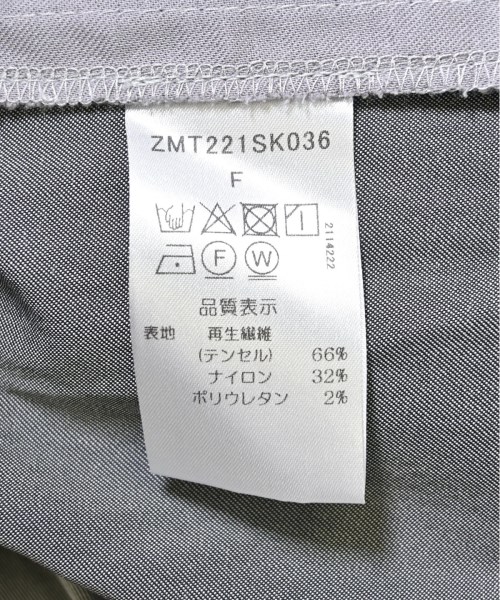 ZMT221SK036
F
2114222
F W
品質表示
表地 再生繊維
(テンセル) 66%
ナイロン 32%
ポリウレタン 2%